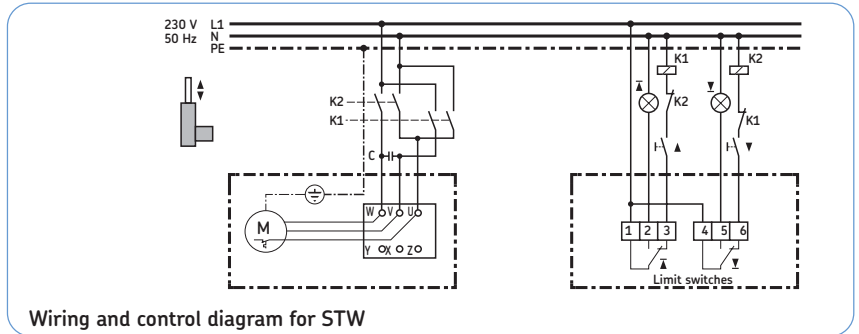 230 V L1
50 Hz N
PE
K1
K2
K2
K1
K2
K1
C
W V U
M
Y X Z
1 2 3 4 5 6
Limit switches
Wiring and control diagram for STW